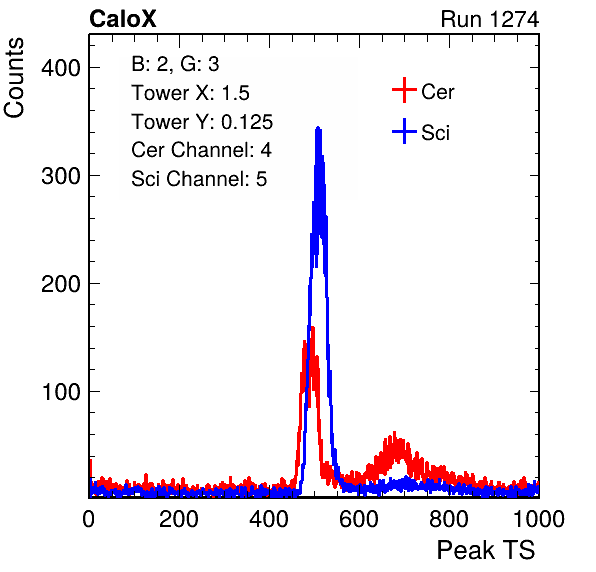 CaloX Run 1274
Counts
400
300
200
100
B: 2, G: 3
Tower X: 1.5
Tower Y: 0.125
Cer Channel: 4
Sci Channel: 5
Cer
Sci
0 200 400 600 800 1000
Peak TS